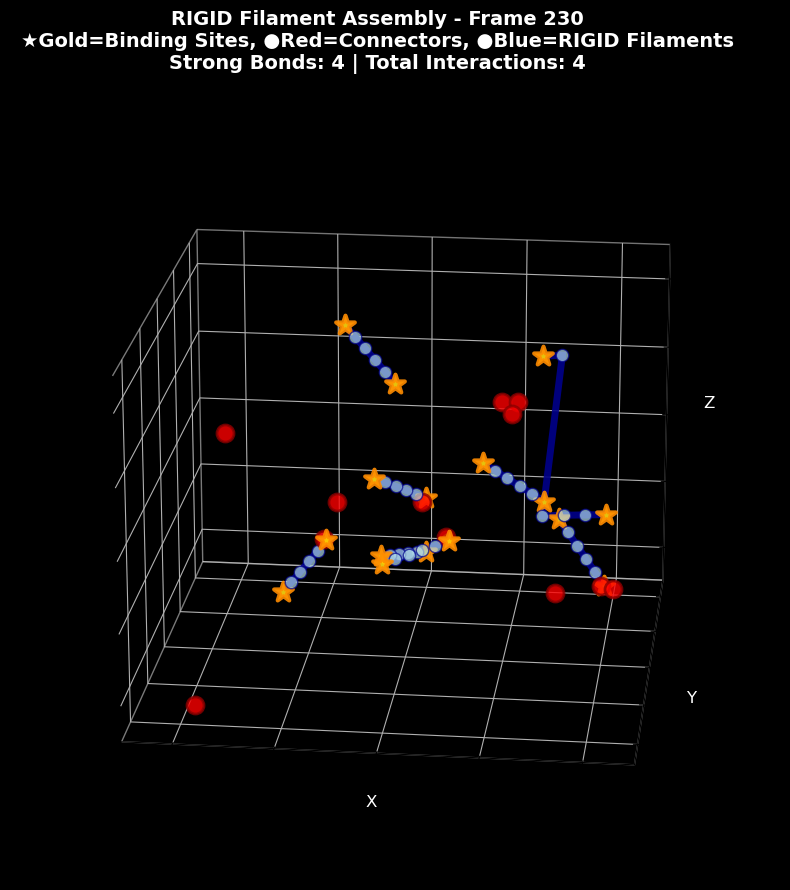 RIGID Filament Assembly - Frame 230
★Gold=Binding Sites, ●Red=Connectors, ●Blue=RIGID Filaments
Strong Bonds: 4 | Total Interactions: 4
Z
Y
X